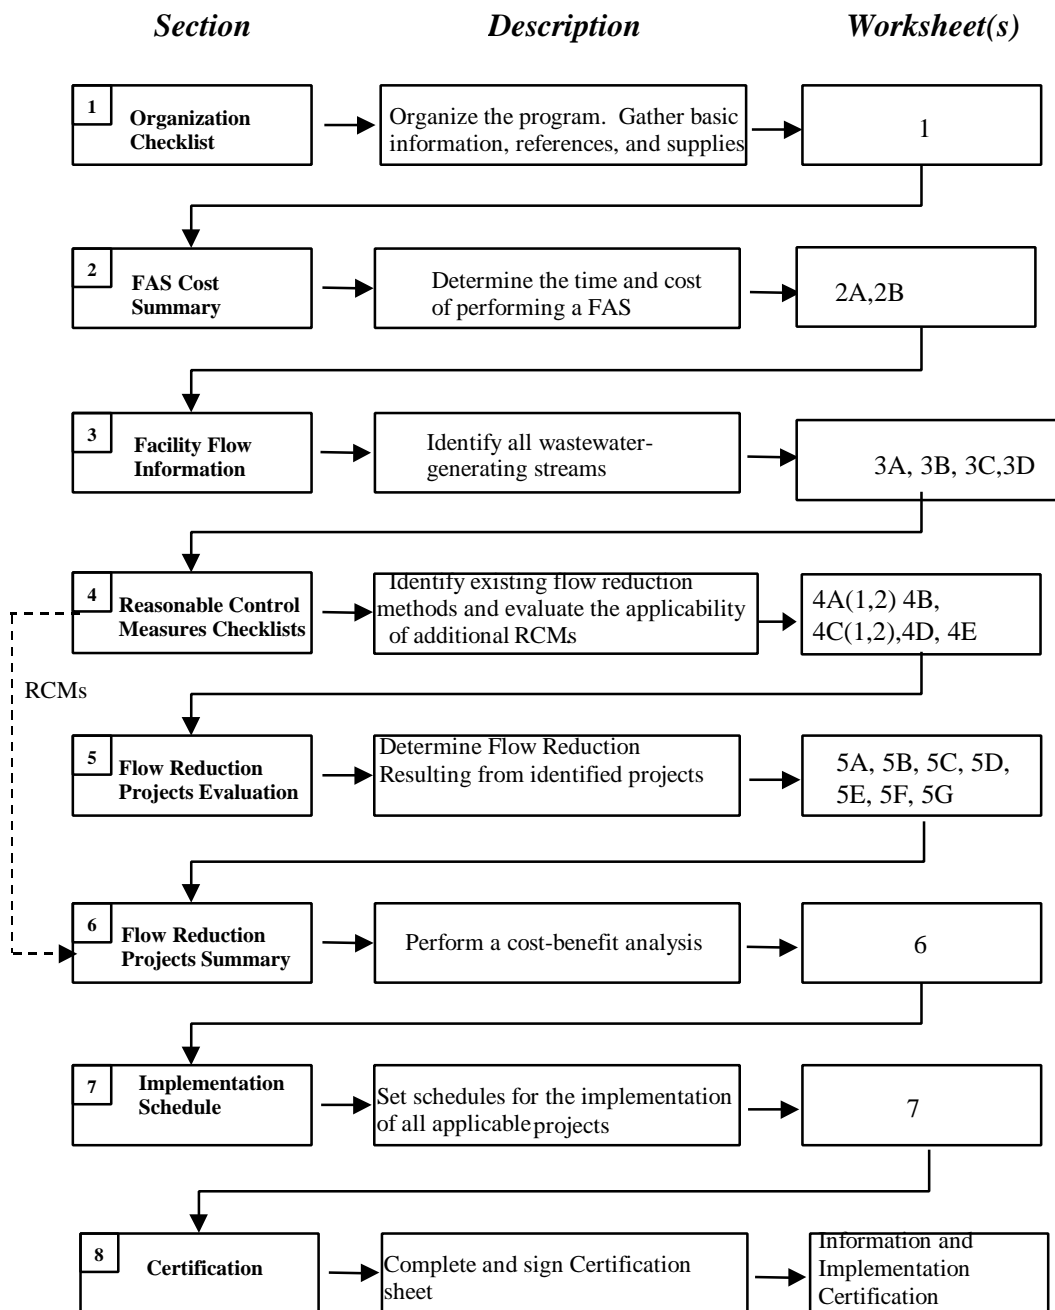 Section Description Worksheet(s)
1
Organization
Checklist
Organize the program.  Gather basic
information, references, and supplies
1
2
FAS Cost
Summary
Determine the time and cost
of performing a FAS
2A,2B
3
Facility Flow
Information
Identify all wastewater-
generating streams
3A, 3B, 3C,3D
4
Reasonable Control
Measures Checklists
Identify existing flow reduction
methods and evaluate the applicability
of additional RCMs
4A(1,2) 4B,
4C(1,2),4D, 4E
RCMs
5
Flow Reduction
Projects Evaluation
Determine Flow Reduction
Resulting from identified projects
5A, 5B, 5C, 5D,
5E, 5F, 5G
6
Flow Reduction
Projects Summary
Perform a cost-benefit analysis
6
7
Implementation
Schedule
Set schedules for the implementation
of all applicable projects
7
8
Certification
Complete and sign Certification
sheet
Information and
Implementation
Certification